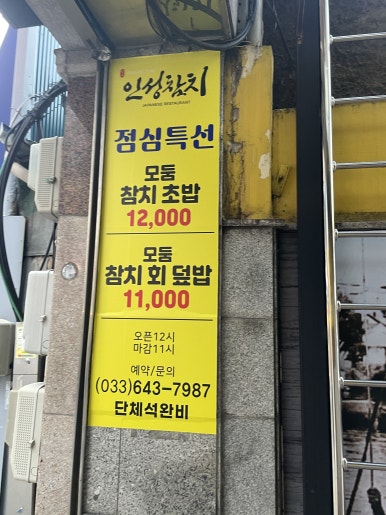 인성참치
JAPANESE RESTAURANT
점심특선
모둠
참치 초밥
12,000
모둠
참치 회 덮밥
11,000
오픈12시
마감11시
예약/문의
(033)643-7987
단체석완비